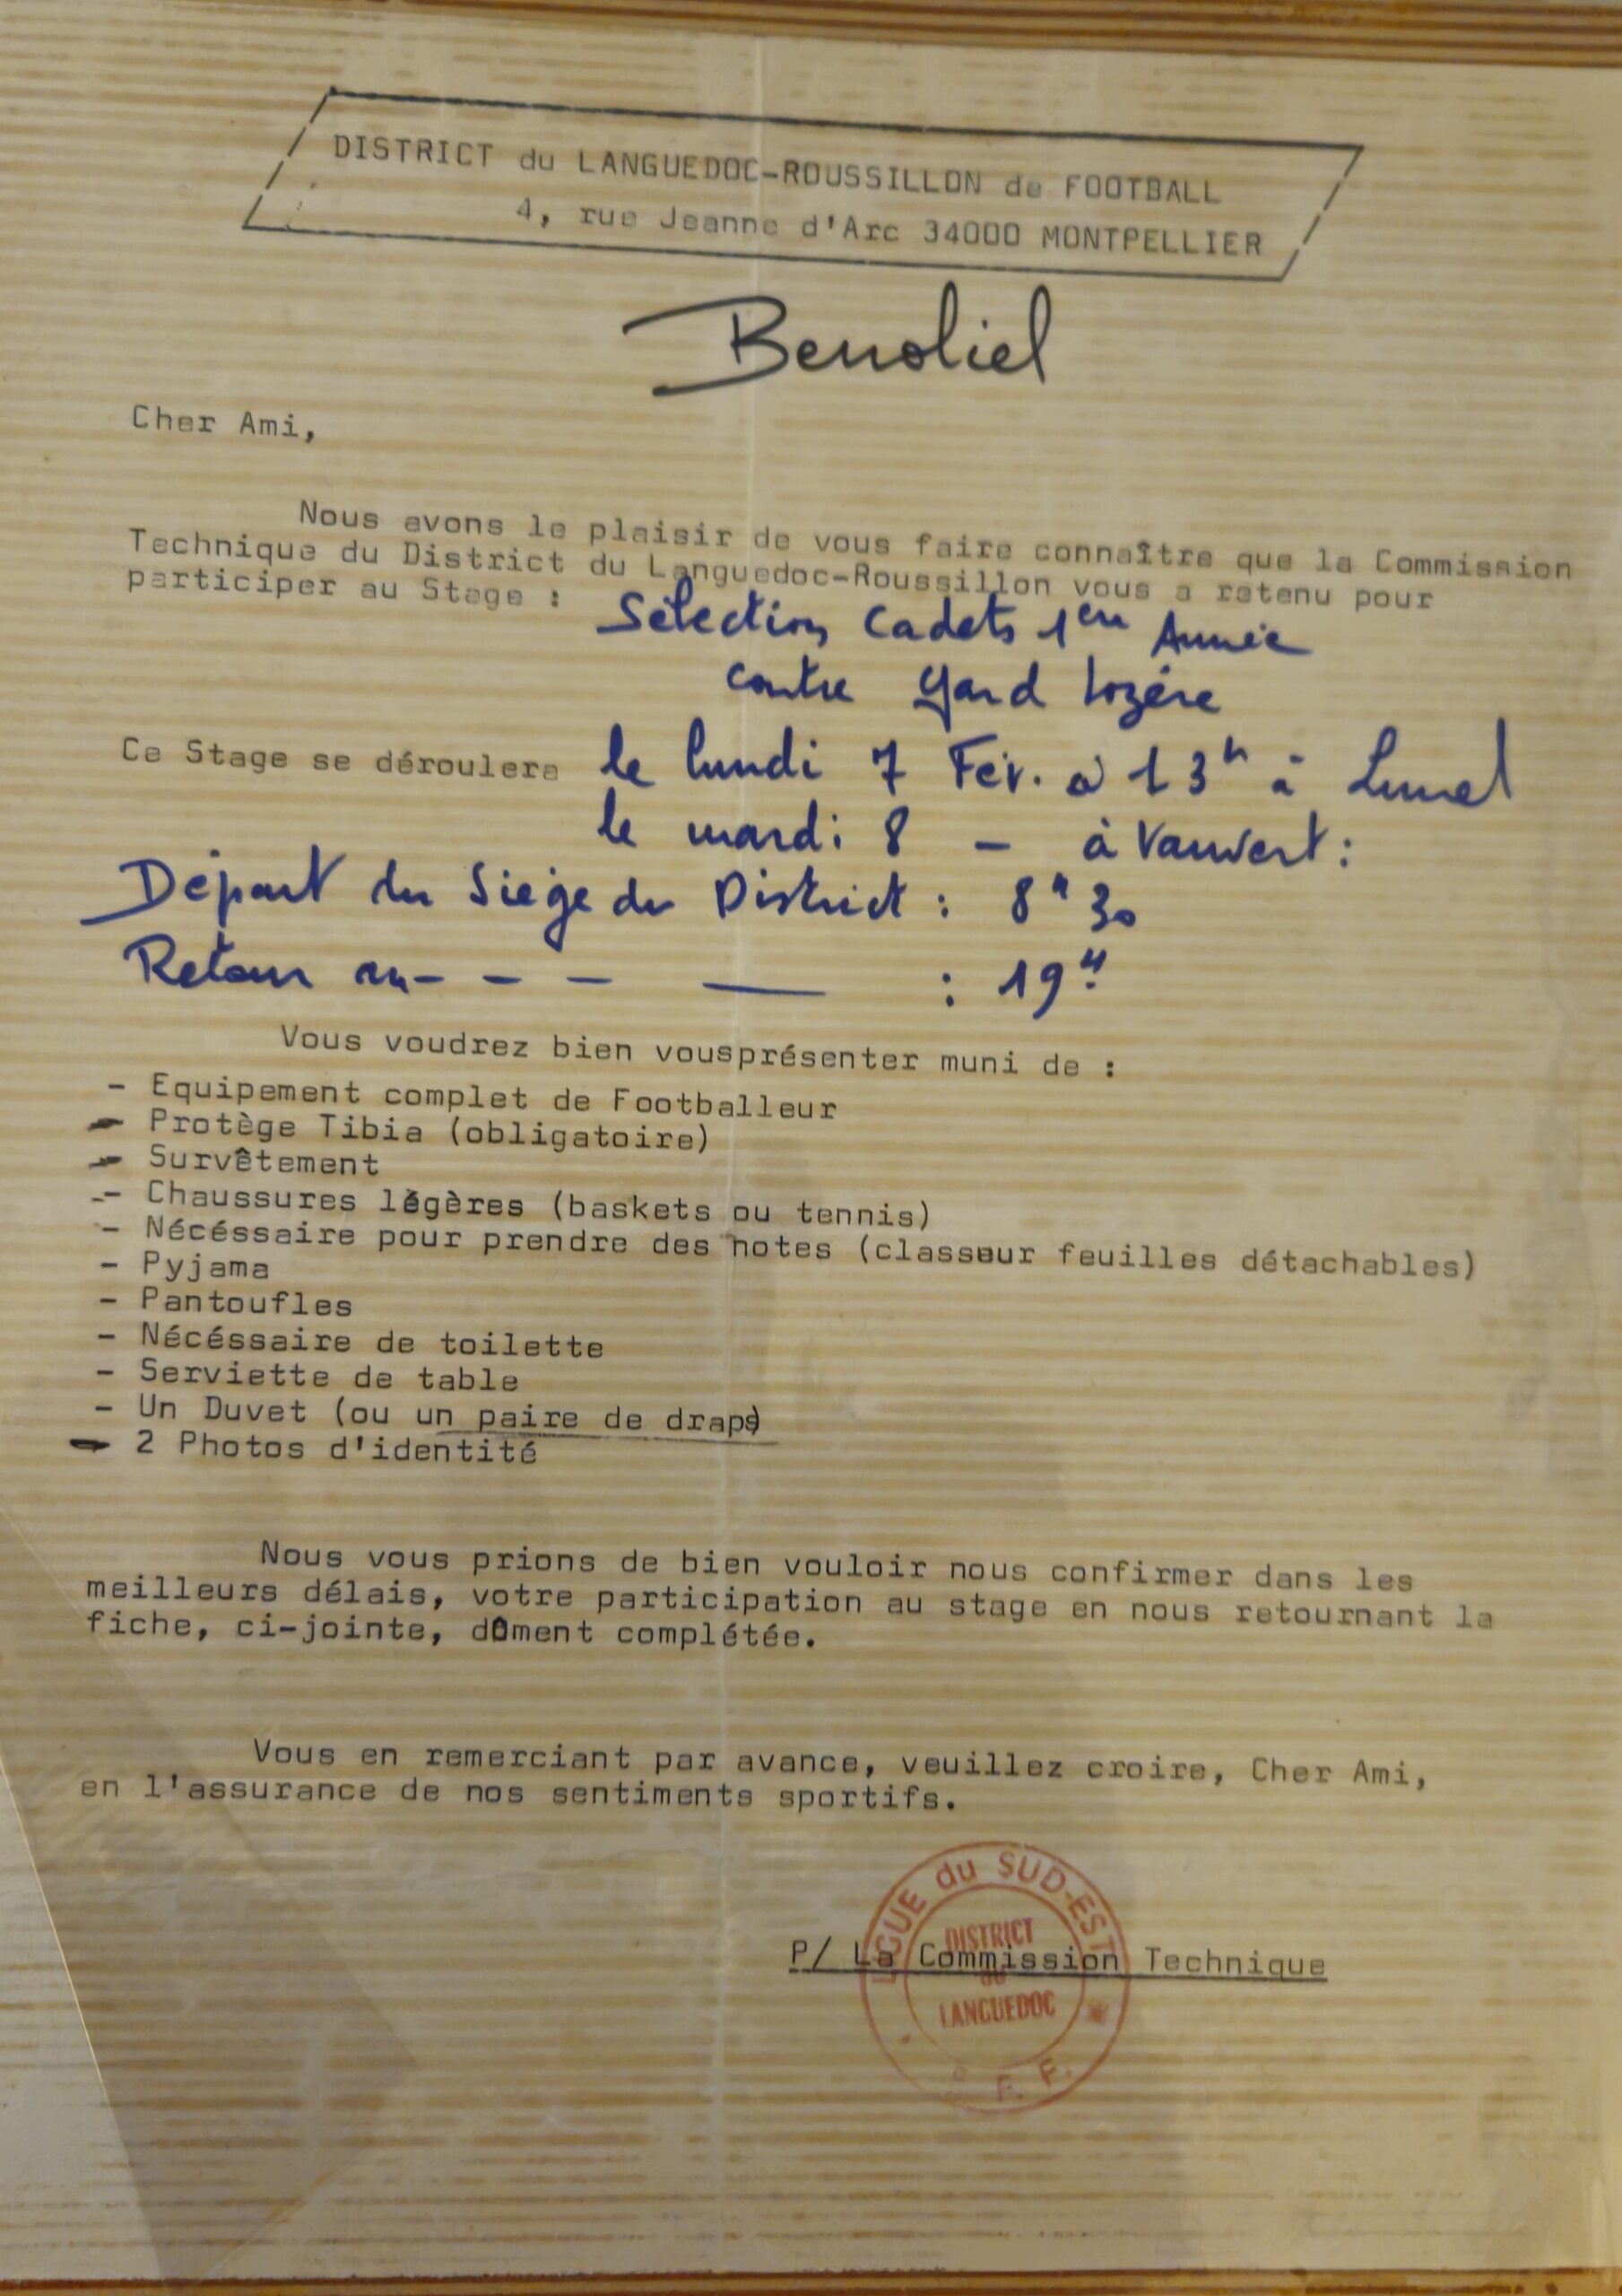 DISTRICT du LANGUEDOC-ROUSSILLON de FOOTBALL
4, rue Jeanne d'Arc 34000 MONTPELLIER
Benoliel
Cher Ami,
Nous avons le plaisir de vous faire connaître que la Commission
Technique du District du Languedoc-Roussillon vous a retenu pour
participer au Stage :
Sélection Cadets 1ère Année
contre Gard Lozère
Ce Stage se déroulera le lundi 7 Fév. à 13h à Lunel
le mardi 8 — à Vauvert :
Départ du Siège du District : 8h30
Retour au - - - — : 19H
Vous voudrez bien vousprésenter muni de :
- Equipement complet de Footballeur
- Protège Tibia (obligatoire)
- Survêtement
- Chaussures légères (baskets ou tennis)
- Nécéssaire pour prendre des notes (classeur feuilles détachables)
- Pyjama
- Pantoufles
- Nécéssaire de toilette
- Serviette de table
- Un Duvet (ou un paire de draps)
- 2 Photos d'identité
Nous vous prions de bien vouloir nous confirmer dans les
meilleurs délais, votre participation au stage en nous retournant la
fiche, ci-jointe, dûment complétée.
Vous en remerciant par avance, veuillez croire, Cher Ami,
en l'assurance de nos sentiments sportifs.
LIGUE du SUD-EST
DISTRICT
du
LANGUEDOC
F. F.
P/ La Commission Technique